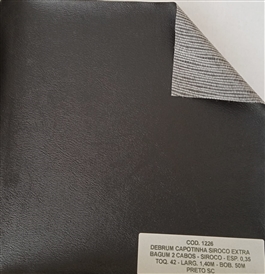 COD. 1226
DEBRUM CAPOTINHA SIROCO EXTRA
BAGUM 2 CABOS - SIROCO - ESP. 0,35
TOQ. 42 - LARG. 1,40M - BOB. 50M
PRETO SC